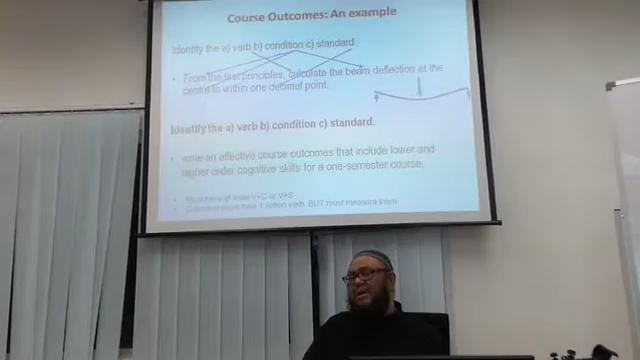 Course Outcomes: An example
Identify the a) verb b) condition c) standard.
• From the first principles, calculate the beam deflection at the
central to within one decimal point.
Identify the a) verb b) condition c) standard.
• write an effective course outcomes that include lower and
higher order cognitive skills for a one-semester course.
• Must have at least V+C or V+S
• more than 1 action verb. BUT must measure them